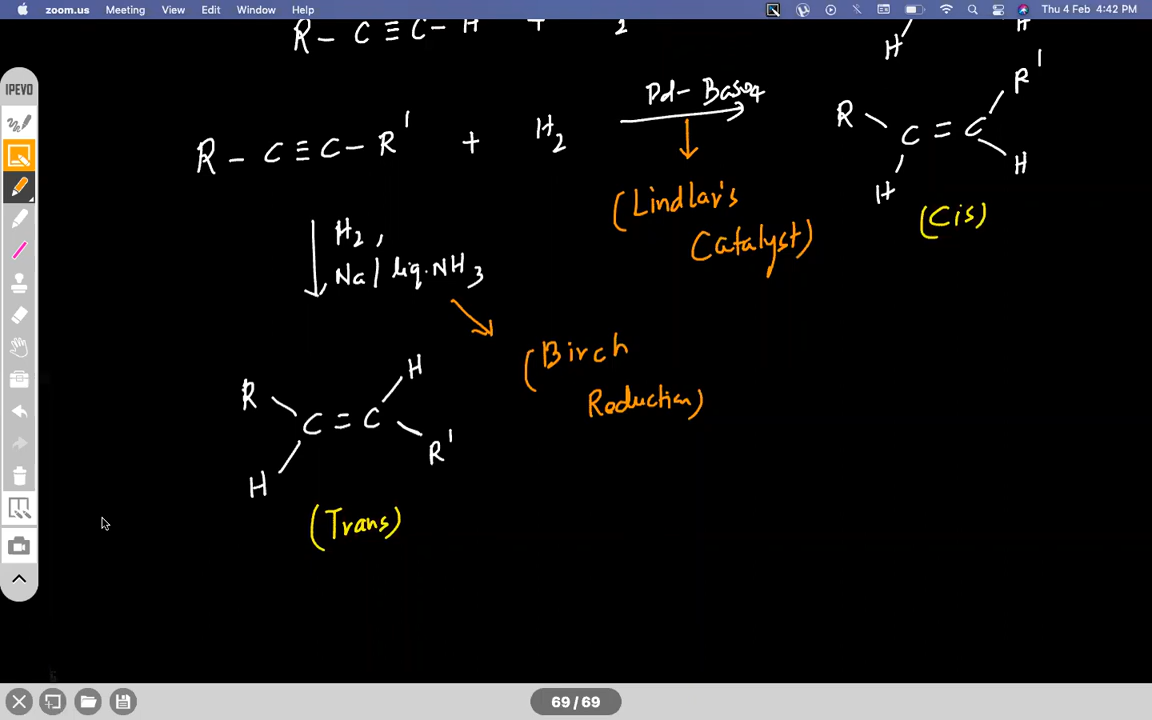 zoom.us Meeting View Edit Window Help Thu 4 Feb 4:42 PM
IPEVO
R – C ≡ C – H + 2 H H
R – C ≡ C – R' + H2 Pd – BaSO4 R C = C R' H H
(Lindlar's
Catalyst)
(Cis)
H2,
Na | liq. NH3
(Birch
Reduction)
R H
C = C
H R'
(Trans)
69 / 69